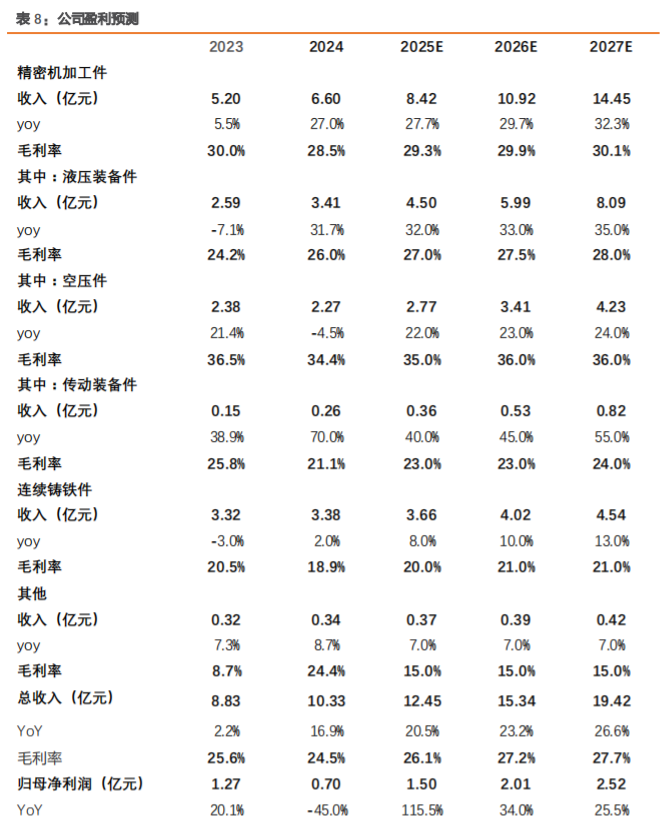 表 8：公司盈利预测
2023 2024 2025E 2026E 2027E
精密机加工件
收入（亿元） 5.20 6.60 8.42 10.92 14.45
yoy 5.5% 27.0% 27.7% 29.7% 32.3%
毛利率 30.0% 28.5% 29.3% 29.9% 30.1%
其中：液压装备件
收入（亿元） 2.59 3.41 4.50 5.99 8.09
yoy -7.1% 31.7% 32.0% 33.0% 35.0%
毛利率 24.2% 26.0% 27.0% 27.5% 28.0%
其中：空压件
收入（亿元） 2.38 2.27 2.77 3.41 4.23
yoy 21.4% -4.5% 22.0% 23.0% 24.0%
毛利率 36.5% 34.4% 35.0% 36.0% 36.0%
其中：传动装备件
收入（亿元） 0.15 0.26 0.36 0.53 0.82
yoy 38.9% 70.0% 40.0% 45.0% 55.0%
毛利率 25.8% 21.1% 23.0% 23.0% 24.0%
连续铸铁件
收入（亿元） 3.32 3.38 3.66 4.02 4.54
yoy -3.0% 2.0% 8.0% 10.0% 13.0%
毛利率 20.5% 18.9% 20.0% 21.0% 21.0%
其他
收入（亿元） 0.32 0.34 0.37 0.39 0.42
yoy 7.3% 8.7% 7.0% 7.0% 7.0%
毛利率 8.7% 24.4% 15.0% 15.0% 15.0%
总收入（亿元） 8.83 10.33 12.45 15.34 19.42
YoY 2.2% 16.9% 20.5% 23.2% 26.6%
毛利率 25.6% 24.5% 26.1% 27.2% 27.7%
归母净利润（亿元） 1.27 0.70 1.50 2.01 2.52
YoY 20.1% -45.0% 115.5% 34.0% 25.5%